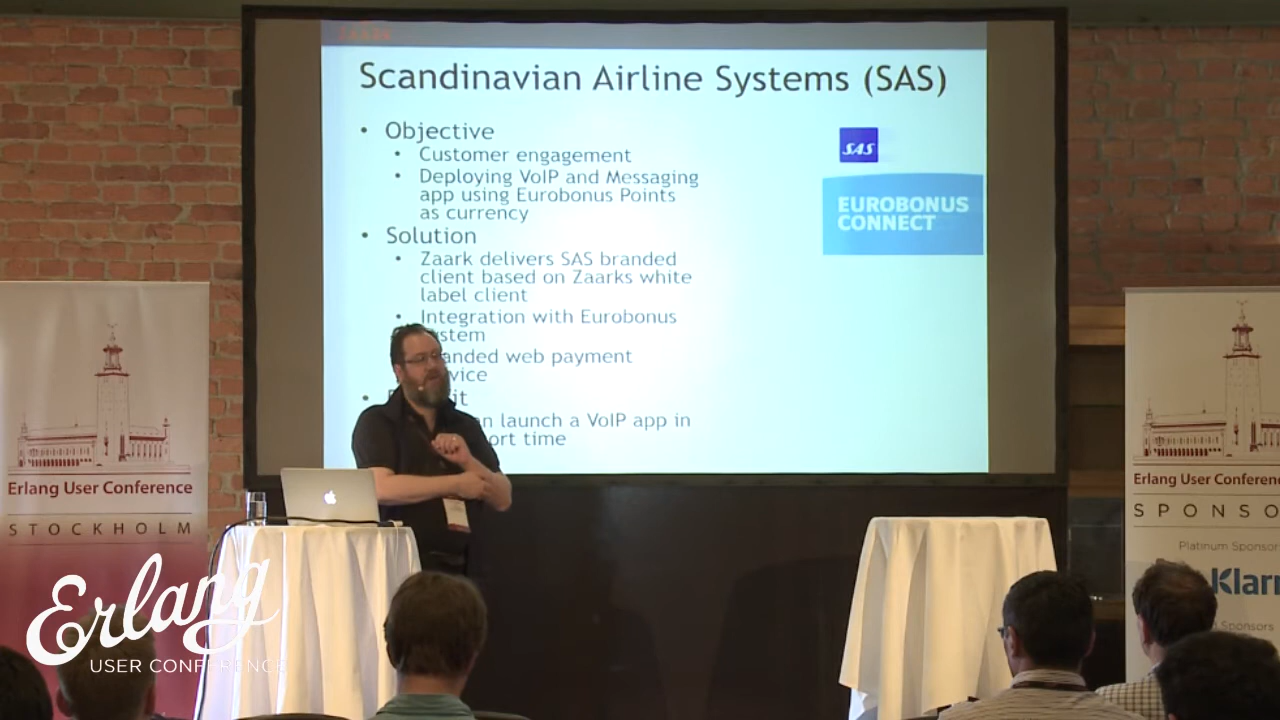 Scandinavian Airline Systems (SAS)
• Objective
• Customer engagement
• Deploying VoIP and Messaging
app using Eurobonus Points
as currency
• Solution
• Zaark delivers SAS branded
client based on Zaarks white
label client
• Integration with Eurobonus
stem
anded web payment
vice
•
it
n launch a VoIP app in
ort time
SAS
EUROBONUS
CONNECT
Erlang User Conference
STOCKHOLM
Erlang User Conferenc
SPONSO
Platinum Sponsor
Klarn
Sponsors
Erlang
USER CONFERENCE